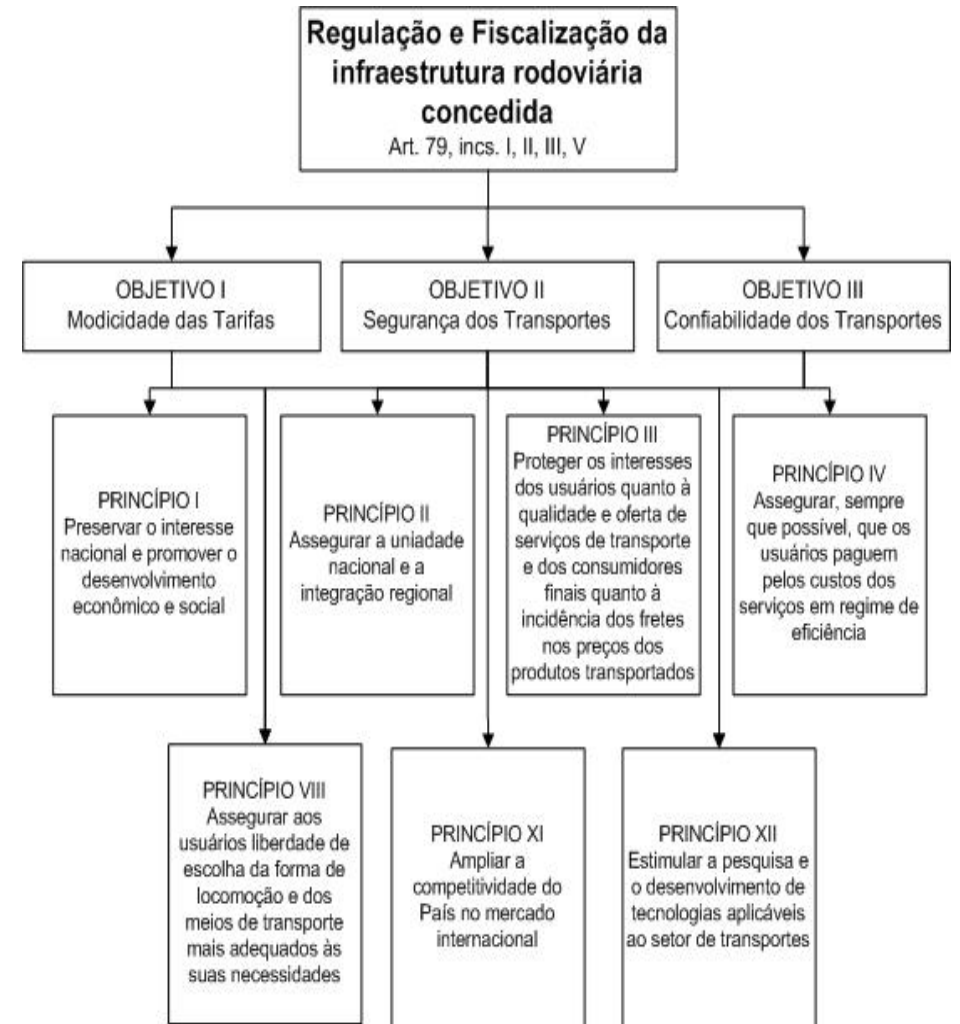 Regulação e Fiscalização da
infraestrutura rodoviária
concedida
Art. 79, incs. I, II, III, V
OBJETIVO I
Modicidade das Tarifas
OBJETIVO II
Segurança dos Transportes
OBJETIVO III
Confiabilidade dos Transportes
PRINCÍPIO I
Preservar o interesse
nacional e promover o
desenvolvimento
econômico e social
PRINCÍPIO II
Assegurar a uniadade
nacional e a
integração regional
PRINCÍPIO III
Proteger os interesses
dos usuários quanto à
qualidade e oferta de
serviços de transporte
e dos consumidores
finais quanto à
incidência dos fretes
nos preços dos
produtos transportados
PRINCÍPIO IV
Assegurar, sempre
que possível, que os
usuários paguem
pelos custos dos
serviços em regime de
eficiência
PRINCÍPIO VIII
Assegurar aos
usuários liberdade de
escolha da forma de
locomoção e dos
meios de transporte
mais adequados às
suas necessidades
PRINCÍPIO XI
Ampliar a
competitividade do
País no mercado
internacional
PRINCÍPIO XII
Estimular a pesquisa e
o desenvolvimento de
tecnologias aplicáveis
ao setor de transportes